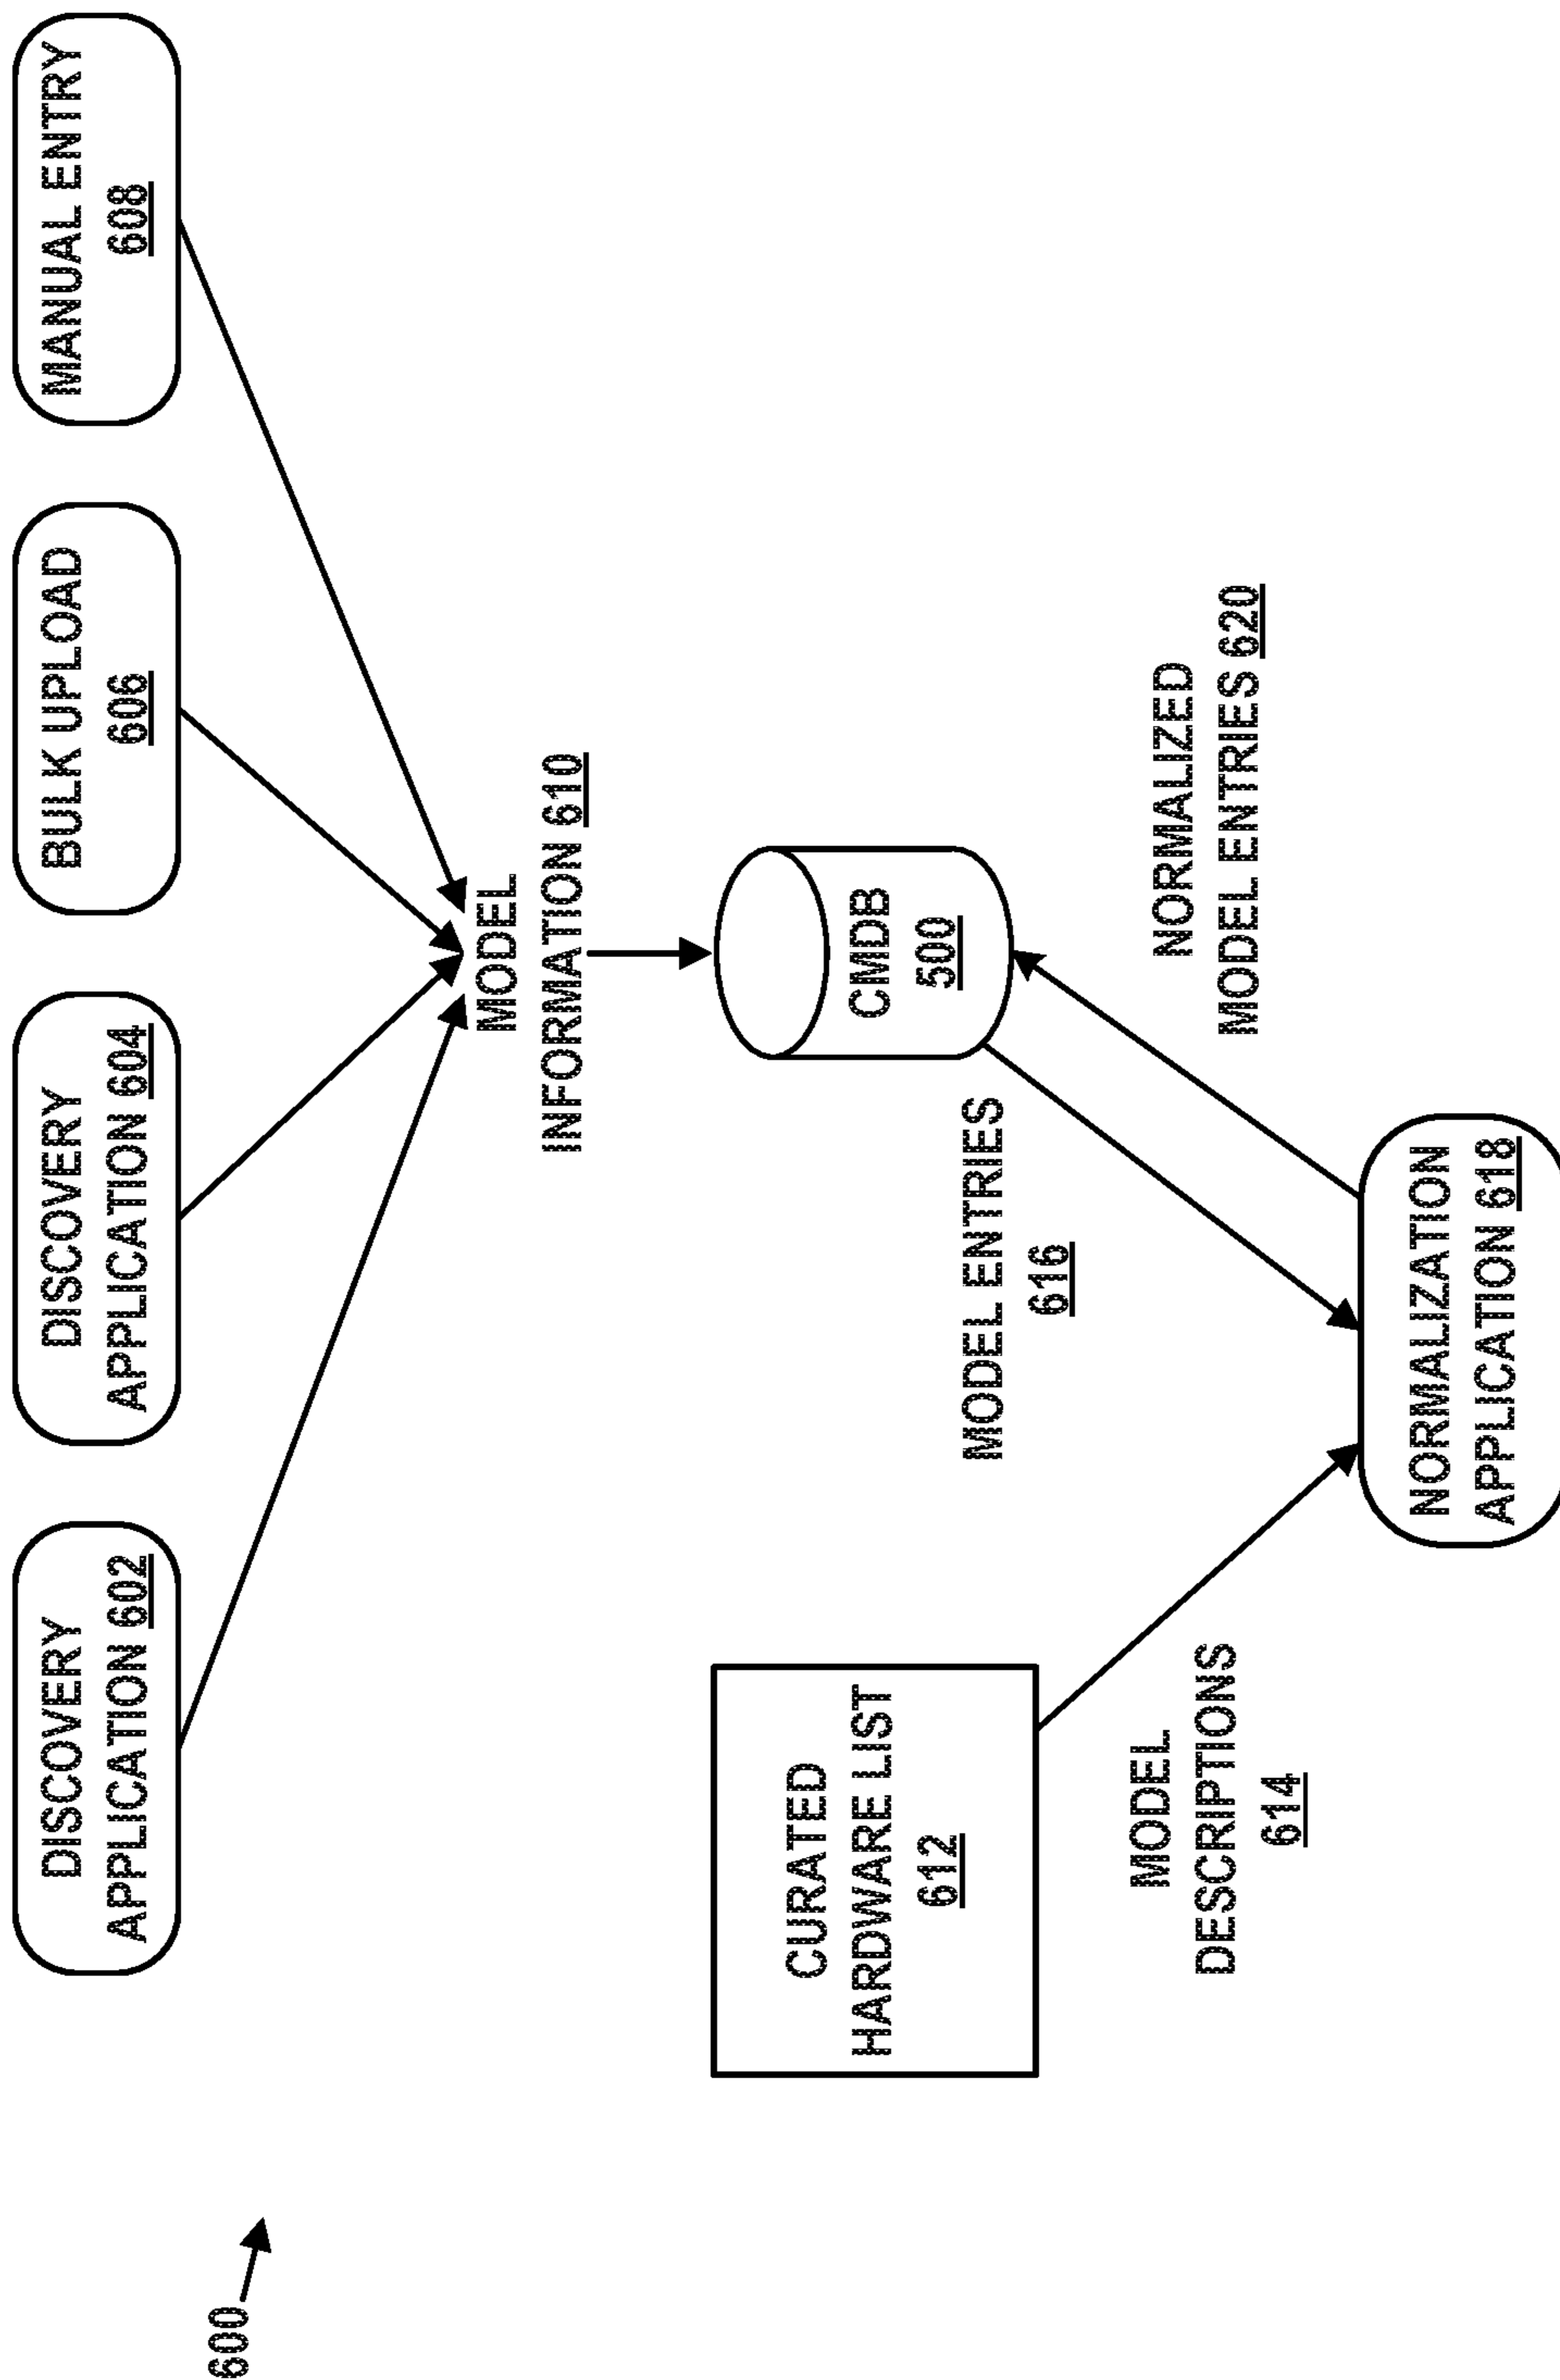 600
DISCOVERY
APPLICATION 602
DISCOVERY
APPLICATION 604
BULK UPLOAD
606
MANUAL ENTRY
608
MODEL
INFORMATION 610
CURATED
HARDWARE LIST
612
CMDB
500
MODEL
DESCRIPTIONS
614
MODEL ENTRIES
616
NORMALIZED
MODEL ENTRIES 620
NORMALIZATION
APPLICATION 618